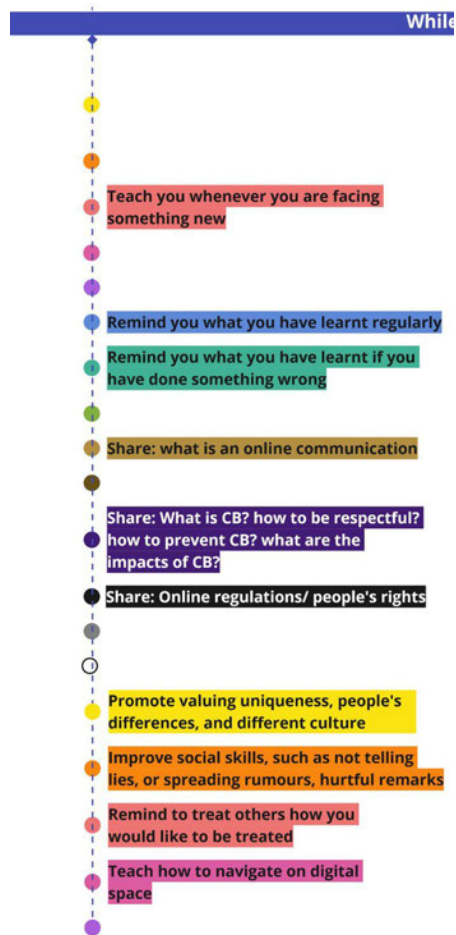 While
Teach you whenever you are facing
something new
Remind you what you have learnt regularly
Remind you what you have learnt if you
have done something wrong
Share: what is an online communication
Share: What is CB? how to be respectful?
how to prevent CB? what are the
impacts of CB?
Share: Online regulations/ people's rights
Promote valuing uniqueness, people's
differences, and different culture
Improve social skills, such as not telling
lies, or spreading rumours, hurtful remarks
Remind to treat others how you
would like to be treated
Teach how to navigate on digital
space